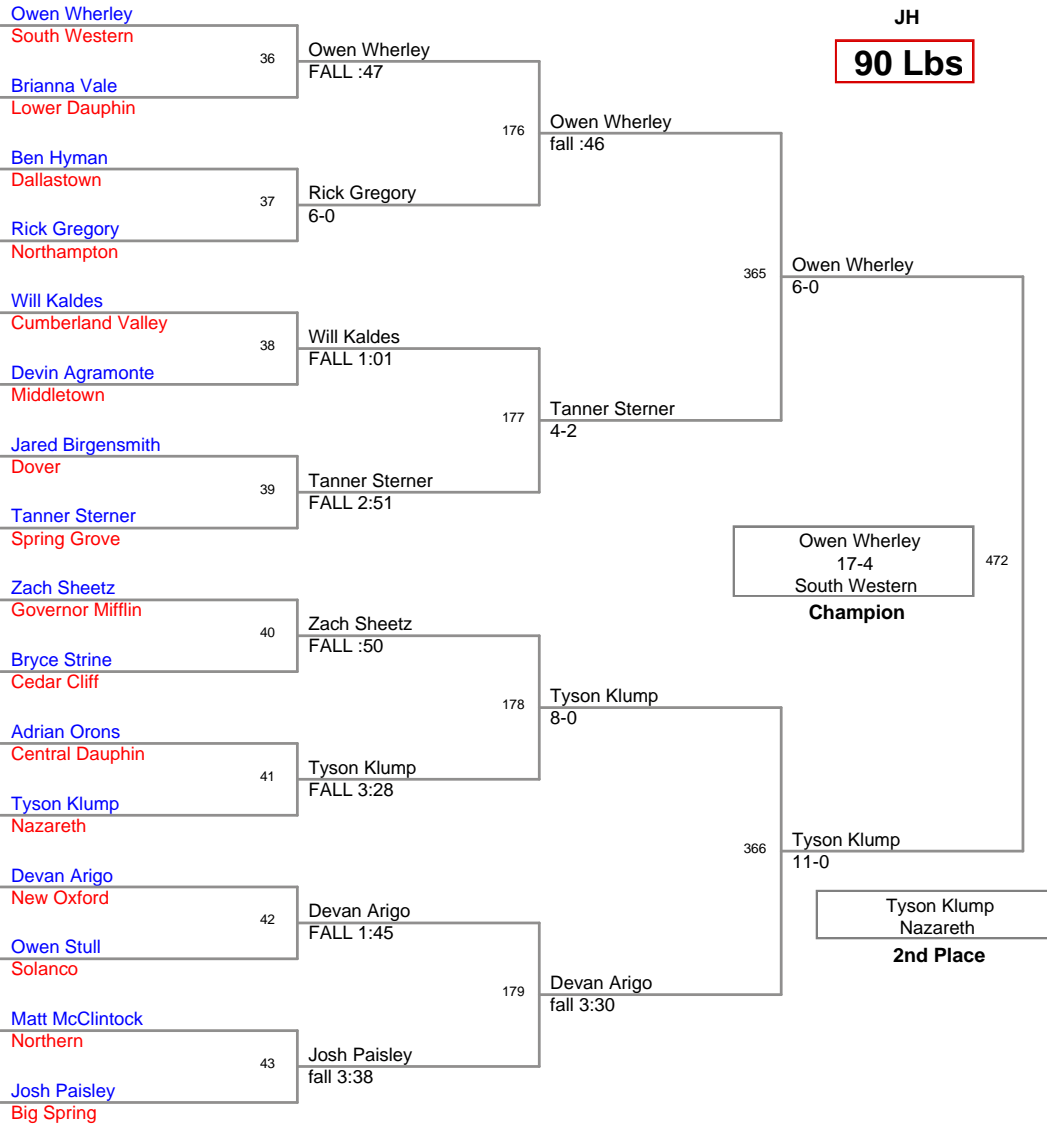 JH
90 Lbs
Owen Wherley
South Western
36
Brianna Vale
Lower Dauphin
Ben Hyman
Dallastown
37
Rick Gregory
Northampton
Will Kaldes
Cumberland Valley
38
Devin Agramonte
Middletown
Jared Birgensmith
Dover
39
Tanner Sterner
Spring Grove
Zach Sheetz
Governor Mifflin
40
Bryce Strine
Cedar Cliff
Adrian Orons
Central Dauphin
41
Tyson Klump
Nazareth
Devan Arigo
New Oxford
42
Owen Stull
Solanco
Matt McClintock
Northern
43
Josh Paisley
Big Spring
Owen Wherley
FALL :47
176
Rick Gregory
6-0
Will Kaldes
FALL 1:01
177
Tanner Sterner
FALL 2:51
Zach Sheetz
FALL :50
178
Tyson Klump
FALL 3:28
Devan Arigo
FALL 1:45
179
Josh Paisley
fall 3:38
Owen Wherley
fall :46
365
Tanner Sterner
4-2
Tyson Klump
8-0
366
Devan Arigo
fall 3:30
Owen Wherley
6-0
472
Tyson Klump
11-0
Owen Wherley
17-4
South Western
Champion
Tyson Klump
Nazareth
2nd Place